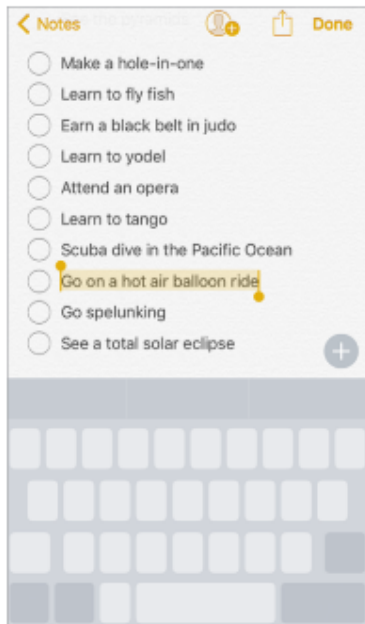 Notes
Done
Make a hole-in-one
Learn to fly fish
Earn a black belt in judo
Learn to yodel
Attend an opera
Learn to tango
Scuba dive in the Pacific Ocean
Go on a hot air balloon ride
Go spelunking
See a total solar eclipse